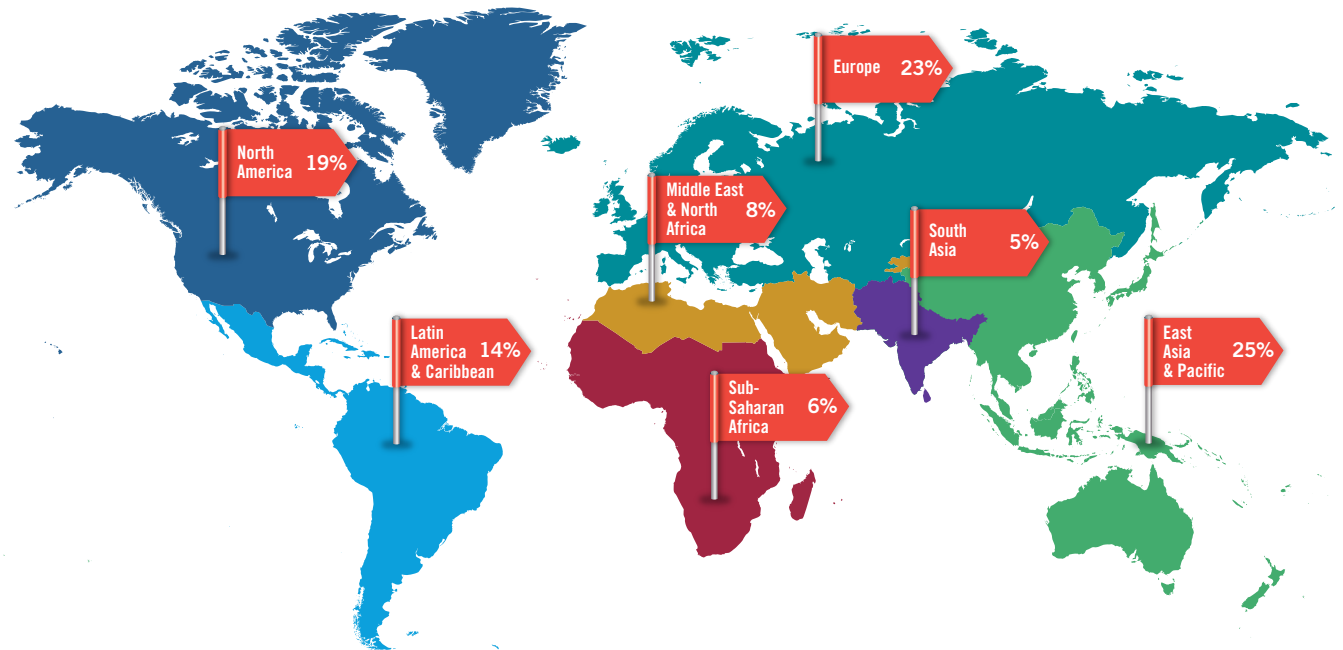 Europe 23%
North
America 19%
Middle East
& North 8%
Africa
South
Asia 5%
Latin
America 14%
& Caribbean
East
Asia 25%
& Pacific
Sub-
Saharan 6%
Africa